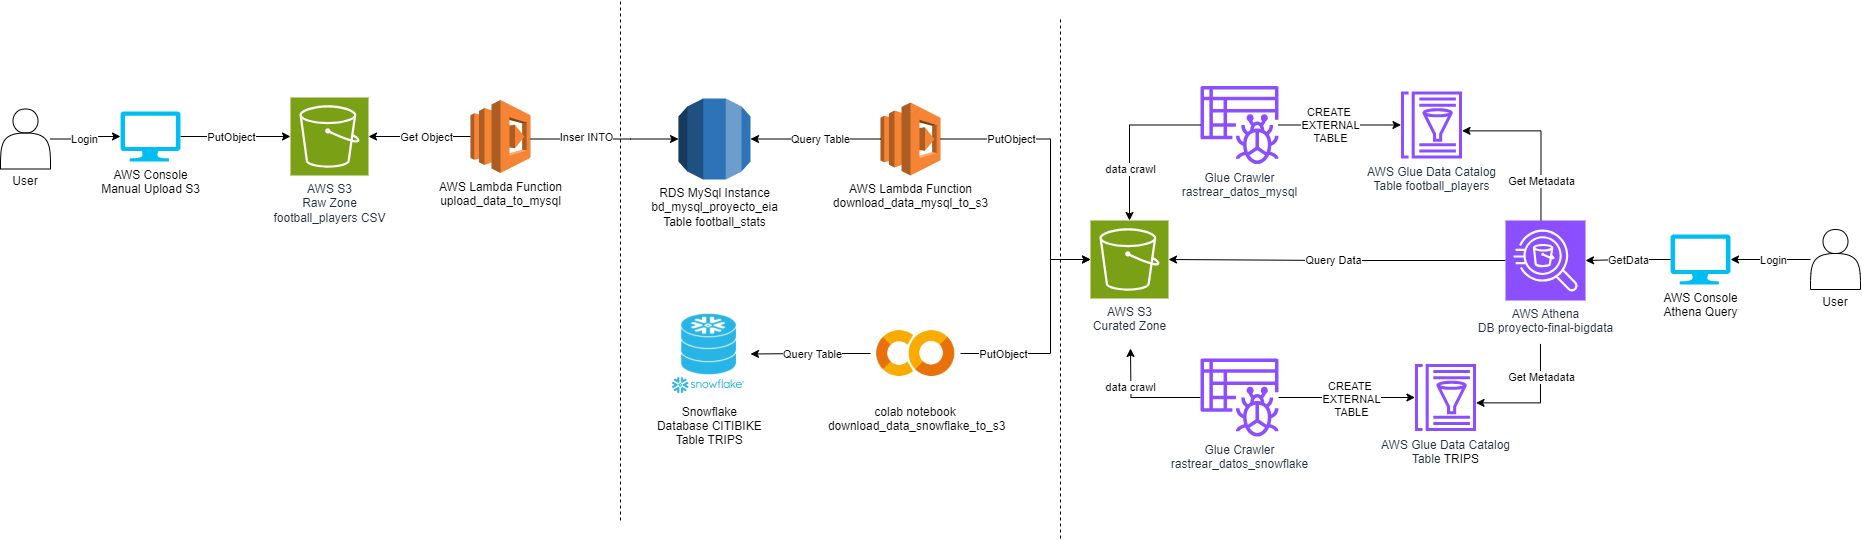 User
Login
AWS Console
Manual Upload S3
PutObject
AWS S3
Raw Zone
football_players CSV
Get Object
AWS Lambda Function
upload_data_to_mysql
Inser INTO
RDS MySql Instance
bd_mysql_proyecto_eia
Table football_stats
Query Table
AWS Lambda Function
download_data_mysql_to_s3
PutObject
Snowflake
snowflake
Database CITIBIKE
Table TRIPS
Query Table
colab notebook
download_data_snowflake_to_s3
PutObject
data crawl
AWS S3
Curated Zone
data crawl
Glue Crawler
rastrear_datos_mysql
CREATE
EXTERNAL
TABLE
AWS Glue Data Catalog
Table football_players
Get Metadata
Query Data
AWS Athena
DB proyecto-final-bigdata
Get Metadata
Glue Crawler
rastrear_datos_snowflake
CREATE
EXTERNAL
TABLE
AWS Glue Data Catalog
Table TRIPS
GetData
AWS Console
Athena Query
Login
User